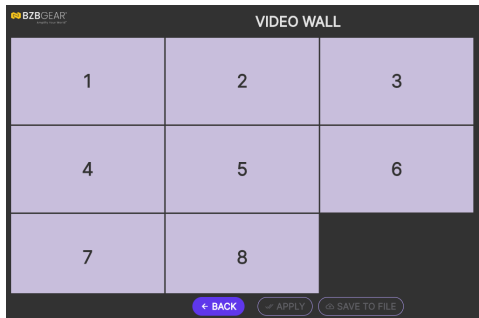 BZBGEAR
VIDEO WALL
1 2 3
4 5 6
7 8
← BACK APPLY SAVE TO FILE